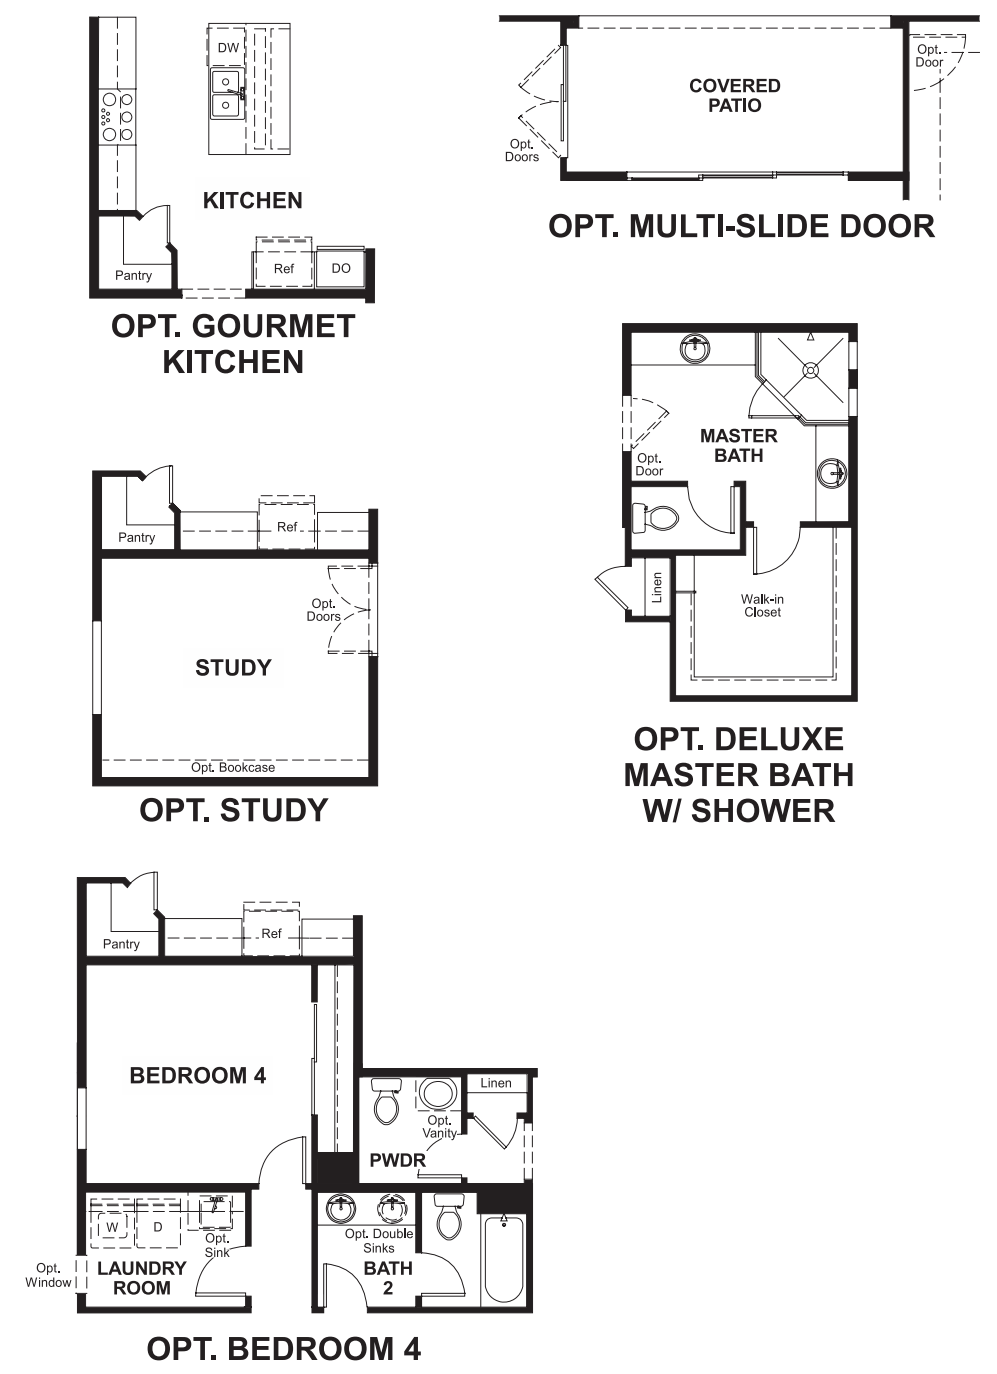 DW
KITCHEN
Pantry
Ref
DO
OPT. GOURMET
KITCHEN
Opt.
Door
COVERED
PATIO
Opt.
Doors
OPT. MULTI-SLIDE DOOR
MASTER
BATH
Opt.
Door
Linen
Walk-in
Closet
OPT. DELUXE
MASTER BATH
W/ SHOWER
Pantry
Ref
Opt.
Doors
STUDY
Opt. Bookcase
OPT. STUDY
Pantry
Ref
BEDROOM 4
Linen
Opt.
Vanity
PWDR
W
D
Opt.
Sink
Opt. Double
Sinks
Opt.
Window
LAUNDRY
ROOM
BATH
2
OPT. BEDROOM 4